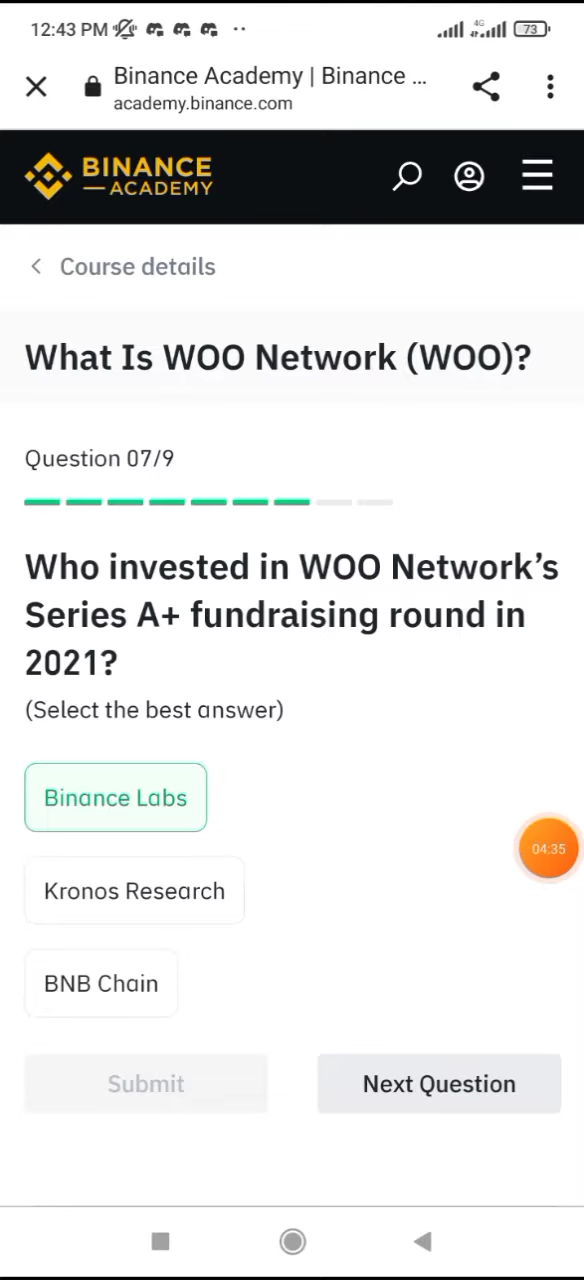 12:43 PM
4G
73
Binance Academy | Binance ...
academy.binance.com
BINANCE
ACADEMY
Course details
What Is WOO Network (WOO)?
Question 07/9
Who invested in WOO Network’s
Series A+ fundraising round in
2021?
(Select the best answer)
Binance Labs
04:35
Kronos Research
BNB Chain
Submit
Next Question